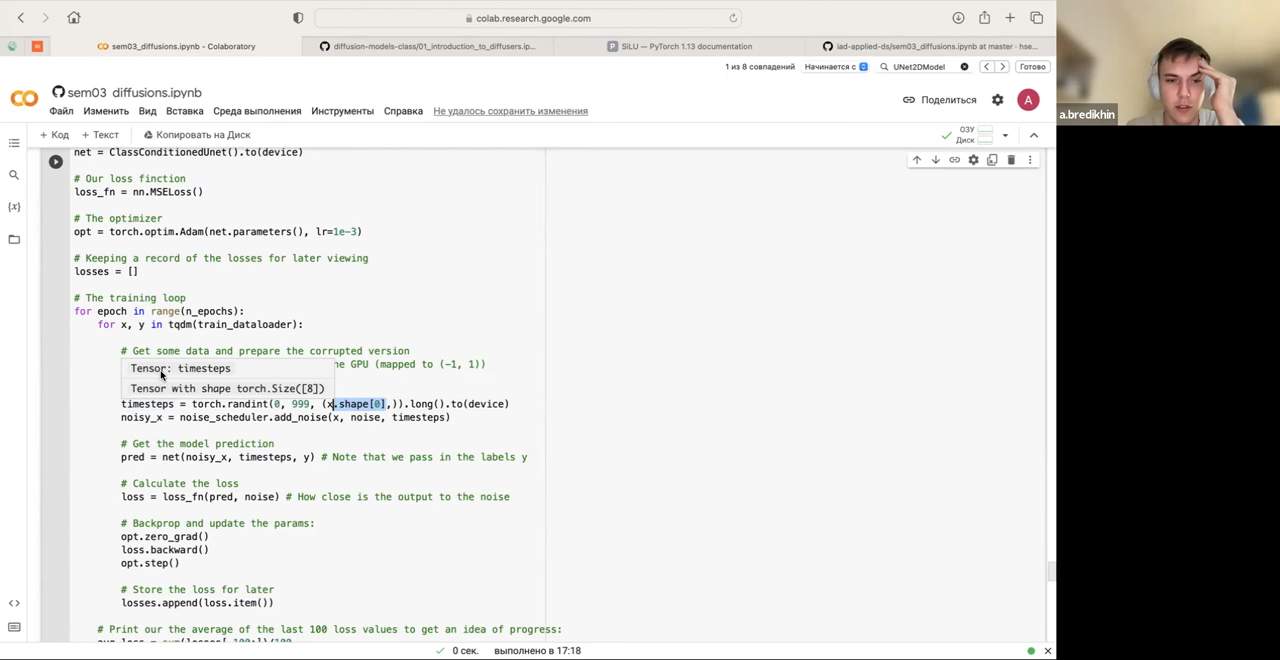 colab.research.google.com
sem03_diffusions.ipynb - Colaboratory
diffusion-models-class/01_introduction_to_diffusers.ip...
SiLU — PyTorch 1.13 documentation
iad-applied-ds/sem03_diffusions.ipynb at master · hse...
1 из 8 совпадений
Начинается с
UNet2DModel
Готово
sem03_diffusions.ipynb
Файл Изменить Вид Вставка Среда выполнения Инструменты Справка Не удалось сохранить изменения
Поделиться
A
a.bredikhin
+ Код + Текст Копировать на Диск
ОЗУ
Диск
net = ClassConditionedUnet().to(device)
# Our loss finction
loss_fn = nn.MSELoss()
# The optimizer
opt = torch.optim.Adam(net.parameters(), lr=1e-3)
# Keeping a record of the losses for later viewing
losses = []
# The training loop
for epoch in range(n_epochs):
for x, y in tqdm(train_dataloader):
# Get some data and prepare the corrupted version
he GPU (mapped to (-1, 1))
Tensor: timesteps
Tensor with shape torch.Size([8])
timesteps = torch.randint(0, 999, (x.shape[0],)).long().to(device)
noisy_x = noise_scheduler.add_noise(x, noise, timesteps)
# Get the model prediction
pred = net(noisy_x, timesteps, y) # Note that we pass in the labels y
# Calculate the loss
loss = loss_fn(pred, noise) # How close is the output to the noise
# Backprop and update the params:
opt.zero_grad()
loss.backward()
opt.step()
# Store the loss for later
losses.append(loss.item())
# Print our the average of the last 100 loss values to get an idea of progress:
avg_loss = sum(losses[-100:])/100
0 сек. выполнено в 17:18